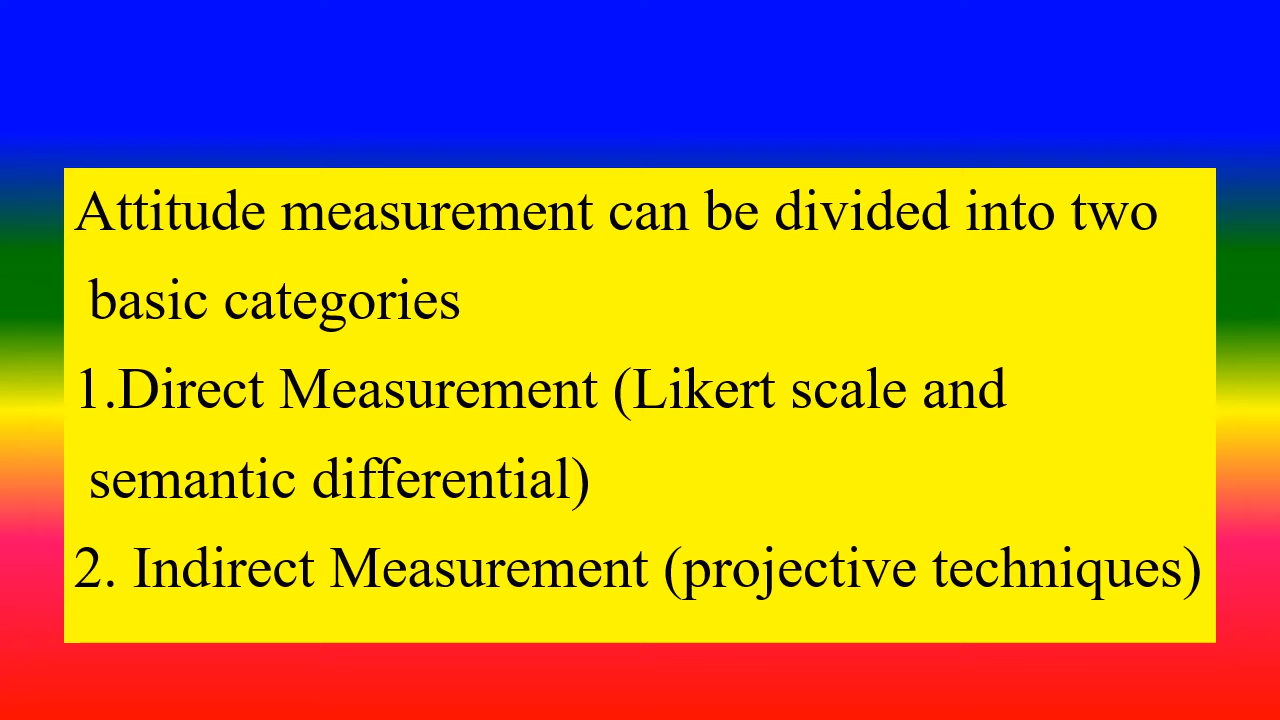 Attitude measurement can be divided into two
basic categories
1.Direct Measurement (Likert scale and
semantic differential)
2. Indirect Measurement (projective techniques)